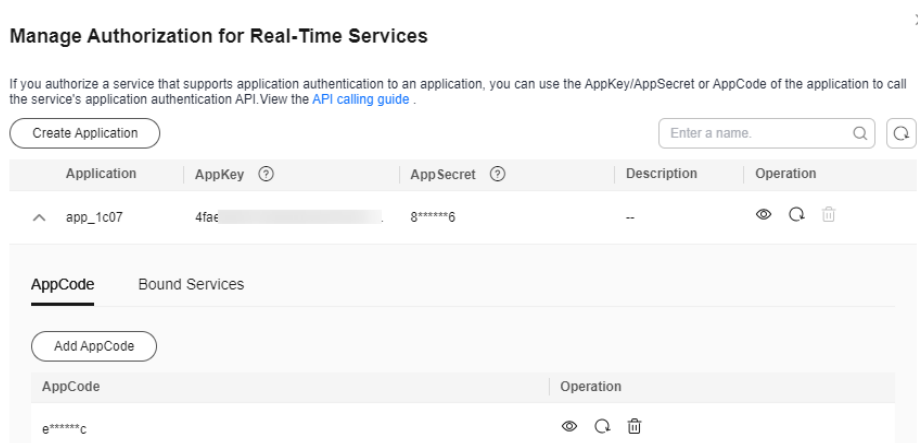 Manage Authorization for Real-Time Services
If you authorize a service that supports application authentication to an application, you can use the AppKey/AppSecret or AppCode of the application to call
the service's application authentication API.View the API calling guide .
Create Application
Enter a name.
Application AppKey ? AppSecret ? Description Operation
app_1c07 4fae 8******6 --
AppCode Bound Services
Add AppCode
AppCode Operation
e******c